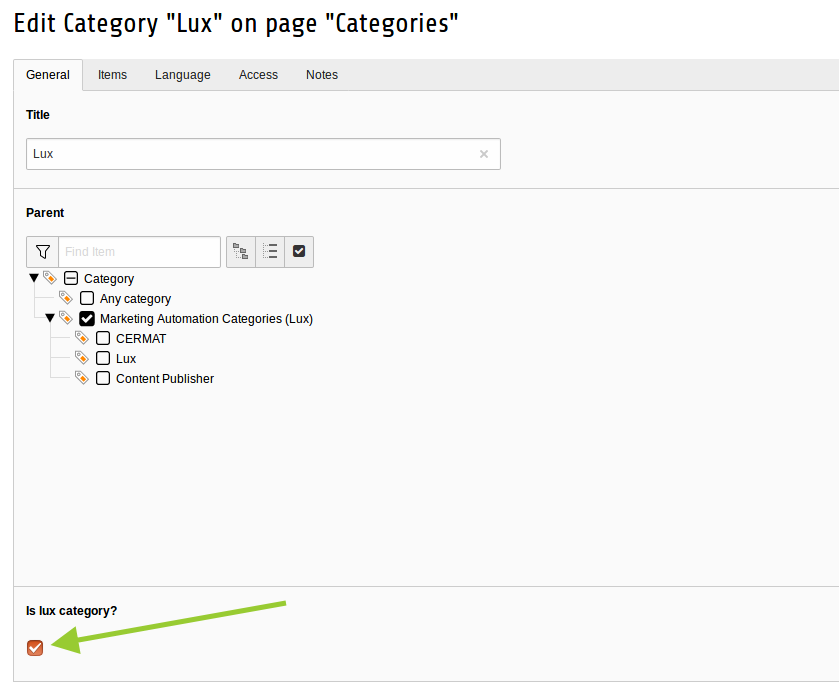 Edit Category "Lux" on page "Categories"
General Items Language Access Notes
Title
Lux
Parent
Find Item
Category
Any category
Marketing Automation Categories (Lux)
CERMAT
Lux
Content Publisher
Is lux category?